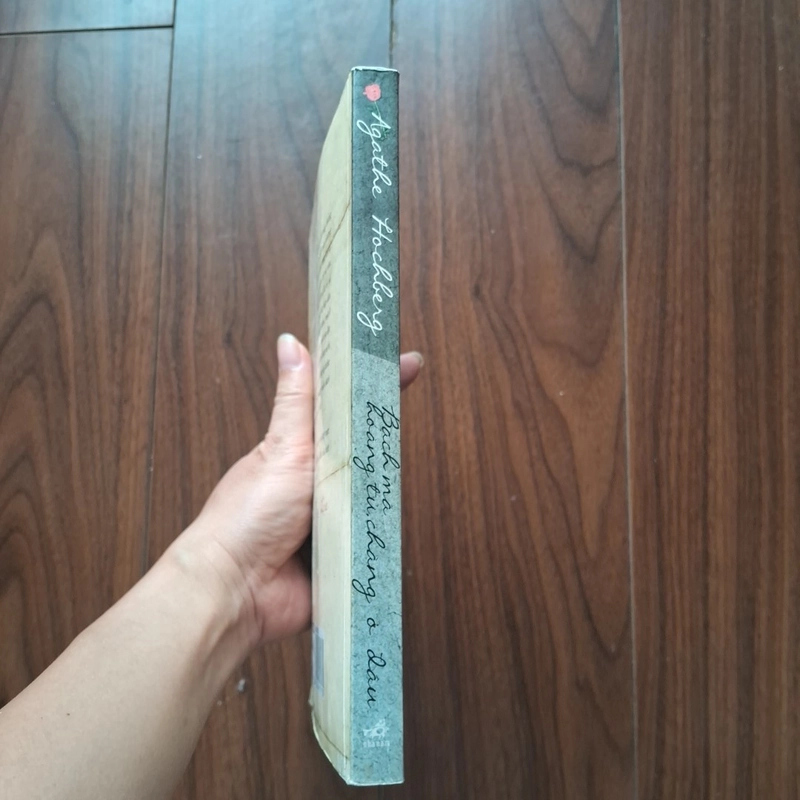 Agathe Hochberg
Bạch mã
hoàng tử, chàng ở đâu